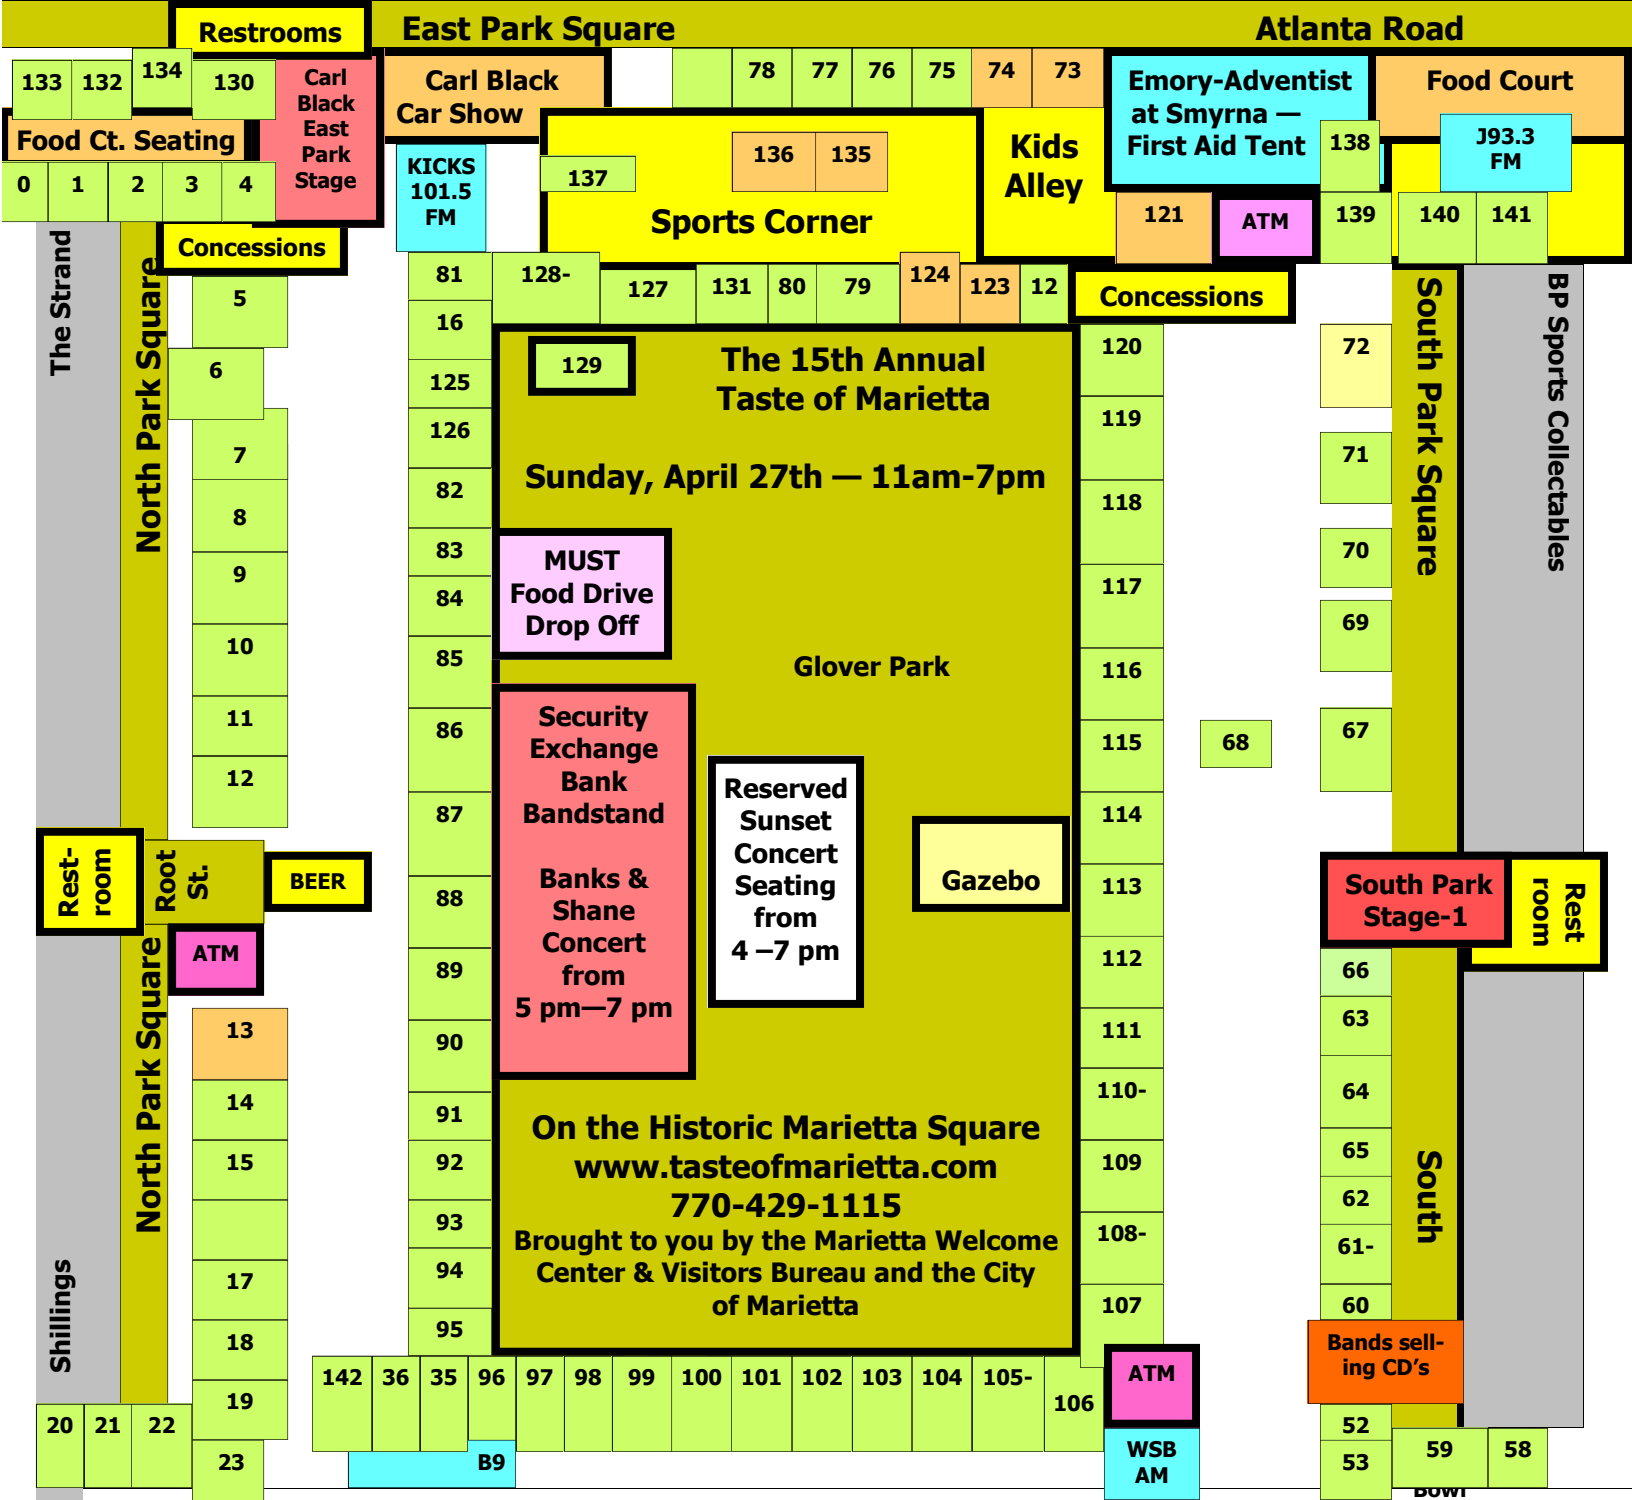 Restrooms
East Park Square
Atlanta Road
133
132
134
130
Carl
Black
East
Park
Stage
Carl Black
Car Show
78
77
76
75
74
73
Emory-Adventist
at Smyrna —
First Aid Tent
Food Court
Food Ct. Seating
KICKS
101.5
FM
137
136
135
Sports Corner
Kids
Alley
138
J93.3
FM
0
1
2
3
4
121
ATM
139
140
141
Concessions
The Strand
North Park Square
5
6
7
8
9
10
11
12
81
128-
127
131
80
79
124
123
12
Concessions
16
125
126
82
83
84
85
86
87
88
89
90
91
92
93
94
95
129
The 15th Annual
Taste of Marietta
Sunday, April 27th — 11am-7pm
MUST
Food Drive
Drop Off
Glover Park
Security
Exchange
Bank
Bandstand
Banks &
Shane
Concert
from
5 pm—7 pm
Reserved
Sunset
Concert
Seating
from
4 –7 pm
Gazebo
On the Historic Marietta Square
www.tasteofmarietta.com
770-429-1115
Brought to you by the Marietta Welcome
Center & Visitors Bureau and the City
of Marietta
120
119
118
117
116
115
114
113
112
111
110-
109
108-
107
68
72
71
70
69
67
South Park Square
BP Sports Collectables
Rest-
room
Root
St.
BEER
ATM
North Park Square
Shillings
13
14
15
17
18
19
20
21
22
23
South Park
Stage-1
Rest
room
66
63
64
65
62
61-
60
South
Bands sell-
ing CD's
142
36
35
96
97
98
99
100
101
102
103
104
105-
106
ATM
B9
WSB
AM
52
53
59
58
Bowl